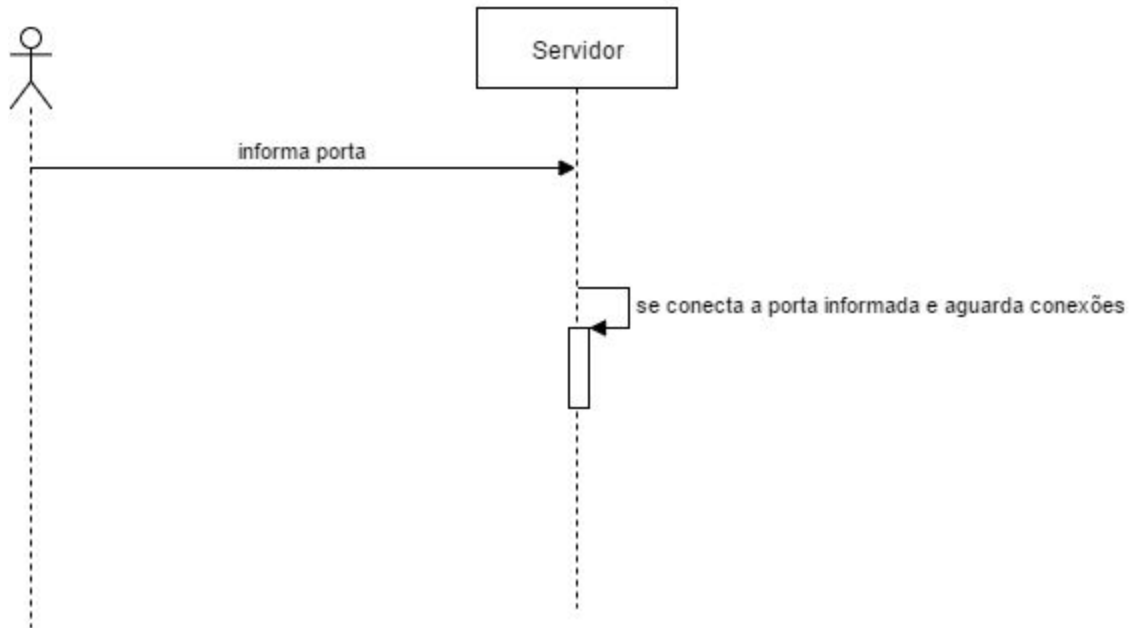 Servidor
informa porta
se conecta a porta informada e aguarda conexões